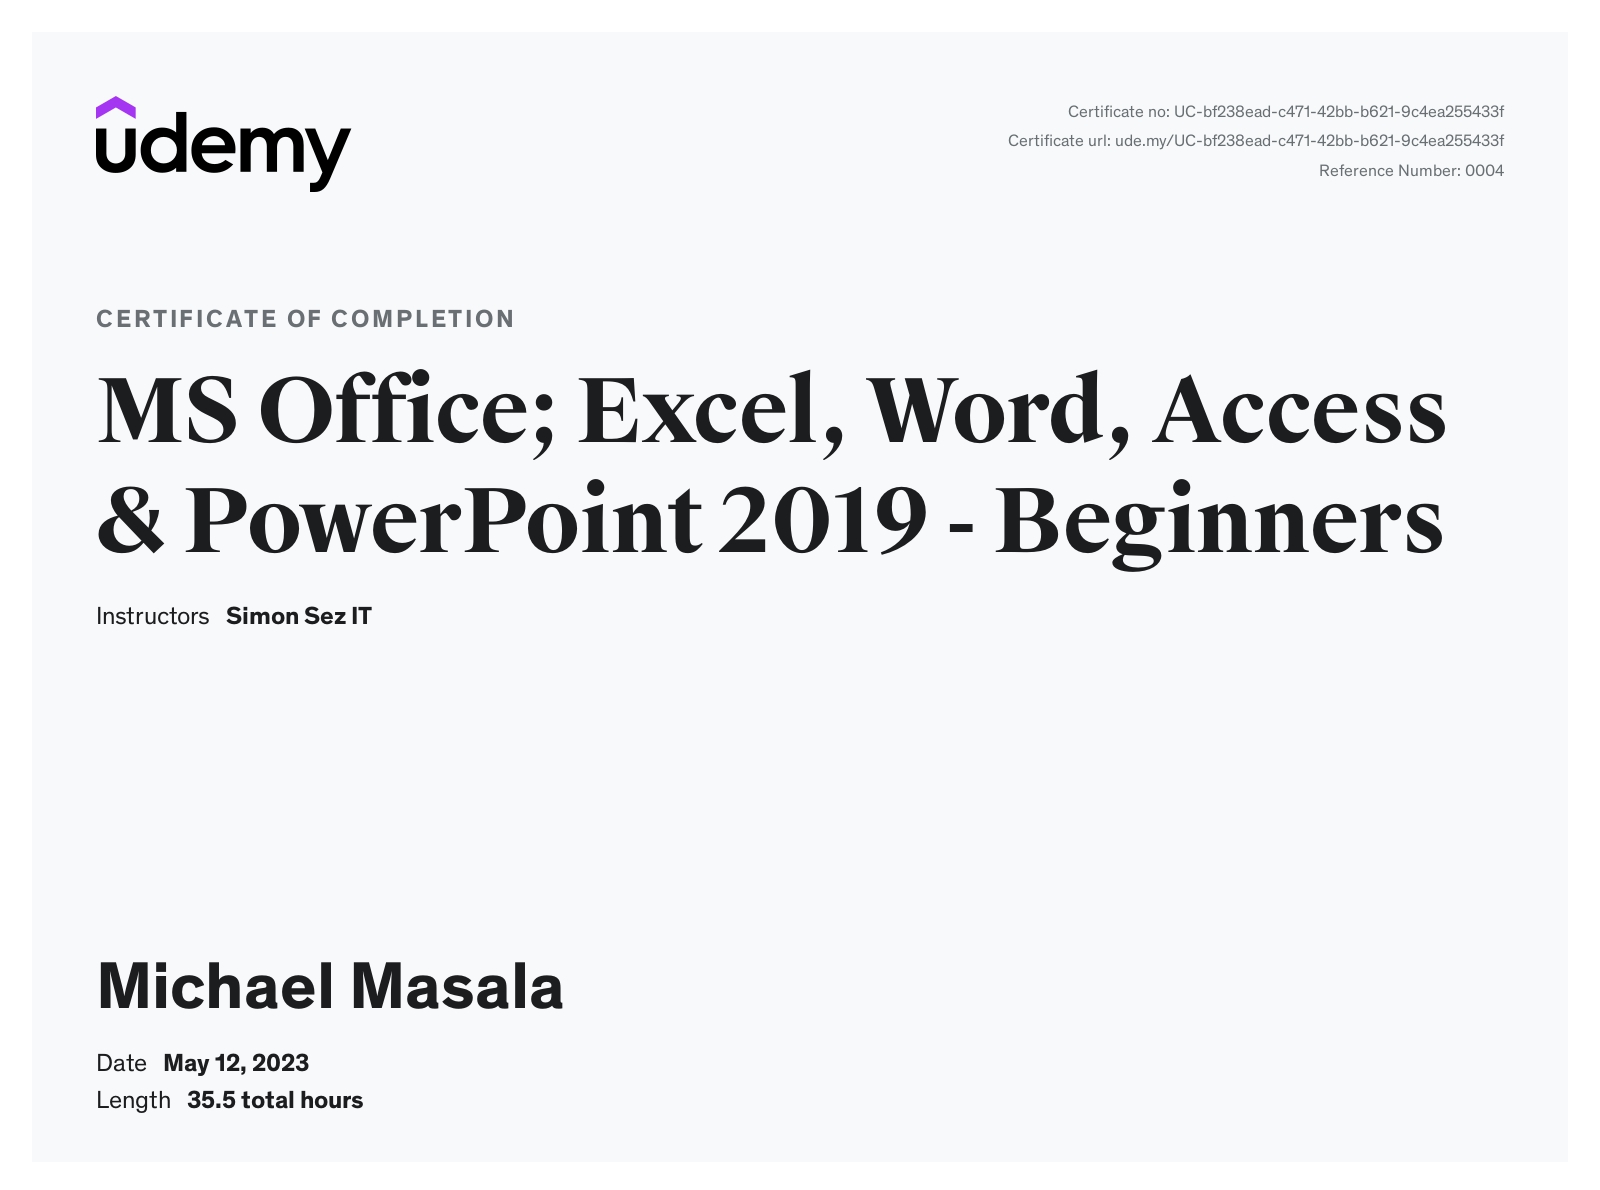 udemy
Certificate no: UC-bf238ead-c471-42bb-b621-9c4ea255433f
Certificate url: ude.my/UC-bf238ead-c471-42bb-b621-9c4ea255433f
Reference Number: 0004
CERTIFICATE OF COMPLETION
MS Office; Excel, Word, Access
& PowerPoint 2019 - Beginners
Instructors Simon Sez IT
Michael Masala
Date May 12, 2023
Length 35.5 total hours